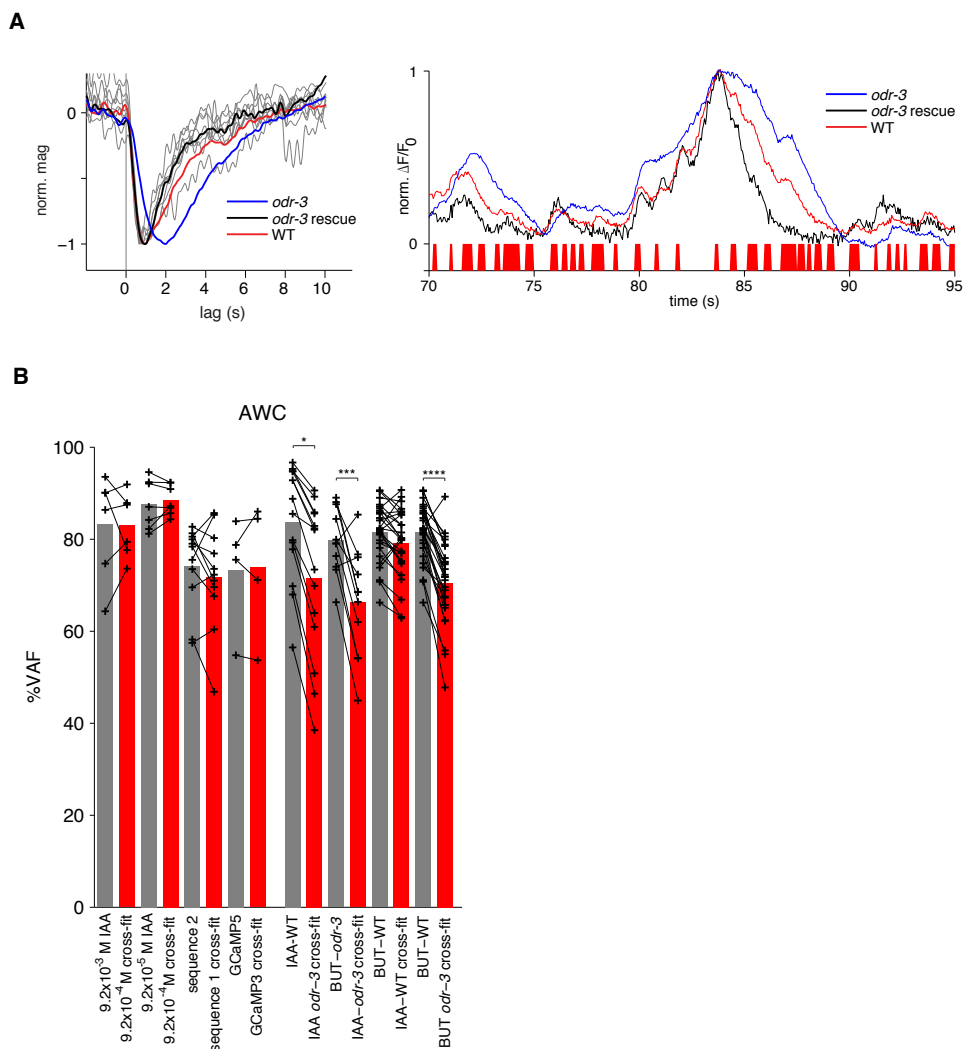 A
norm. mag
0
−1
0
2
4
6
8
10
lag (s)
odr-3
odr-3 rescue
WT
norm. ΔF/F0
1
0
70
75
80
85
90
95
time (s)
odr-3
odr-3 rescue
WT
B
AWC
%VAF
100
80
60
40
20
0
*
***
****
9.2x10⁻³ M IAA
9.2x10⁻⁴ M cross-fit
9.2x10⁻⁵ M IAA
9.2x10⁻⁴ M cross-fit
sequence 2
sequence 1 cross-fit
GCaMP5
GCaMP3 cross-fit
IAA-WT
IAA odr-3 cross-fit
BUT−odr-3
IAA−odr-3 cross-fit
BUT−WT
IAA−WT cross-fit
BUT−WT
BUT odr-3 cross-fit